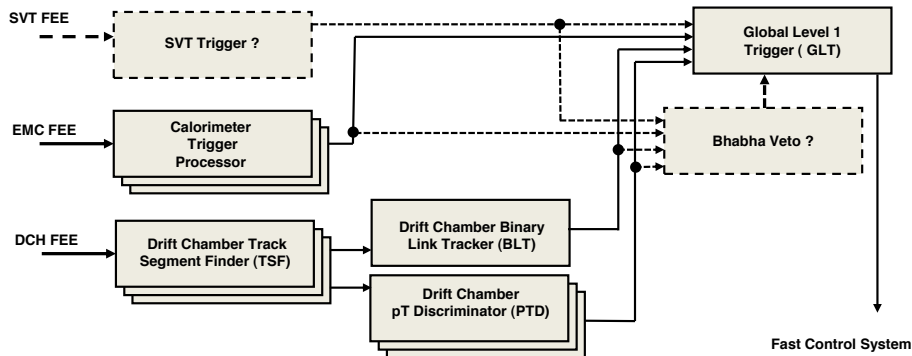 SVT FEE
SVT Trigger ?
Global Level 1
Trigger ( GLT)
EMC FEE
Calorimeter
Trigger
Processor
Bhabha Veto ?
DCH FEE
Drift Chamber Track
Segment Finder (TSF)
Drift Chamber Binary
Link Tracker (BLT)
Drift Chamber
pT Discriminator (PTD)
Fast Control System